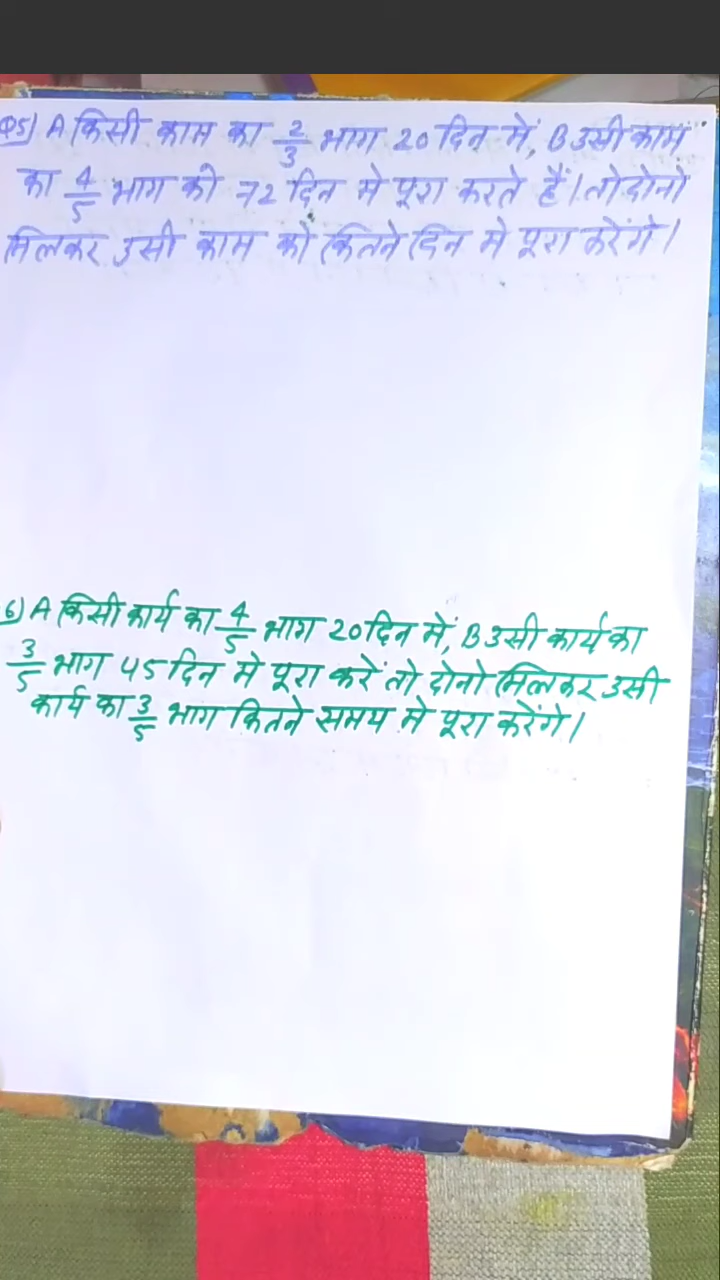 Q5) A किसी काम का 2/3 भाग 20 दिन में, B उसी काम
का 4/5 भाग को 72 दिन मे पूरा करते हैं। तो दोनो
मिलकर उसी काम को कितने दिन मे पूरा करेंगे।
6) A किसी कार्य का 4/5 भाग 20 दिन में, B उसी कार्य का
3/5 भाग 45 दिन मे पूरा करें तो दोनो मिलकर उसी
कार्य का 3/5 भाग कितने समय मे पूरा करेंगे।